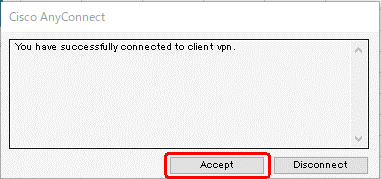 Cisco AnyConnect
You have successfully connected to client vpn.
Accept
Disconnect